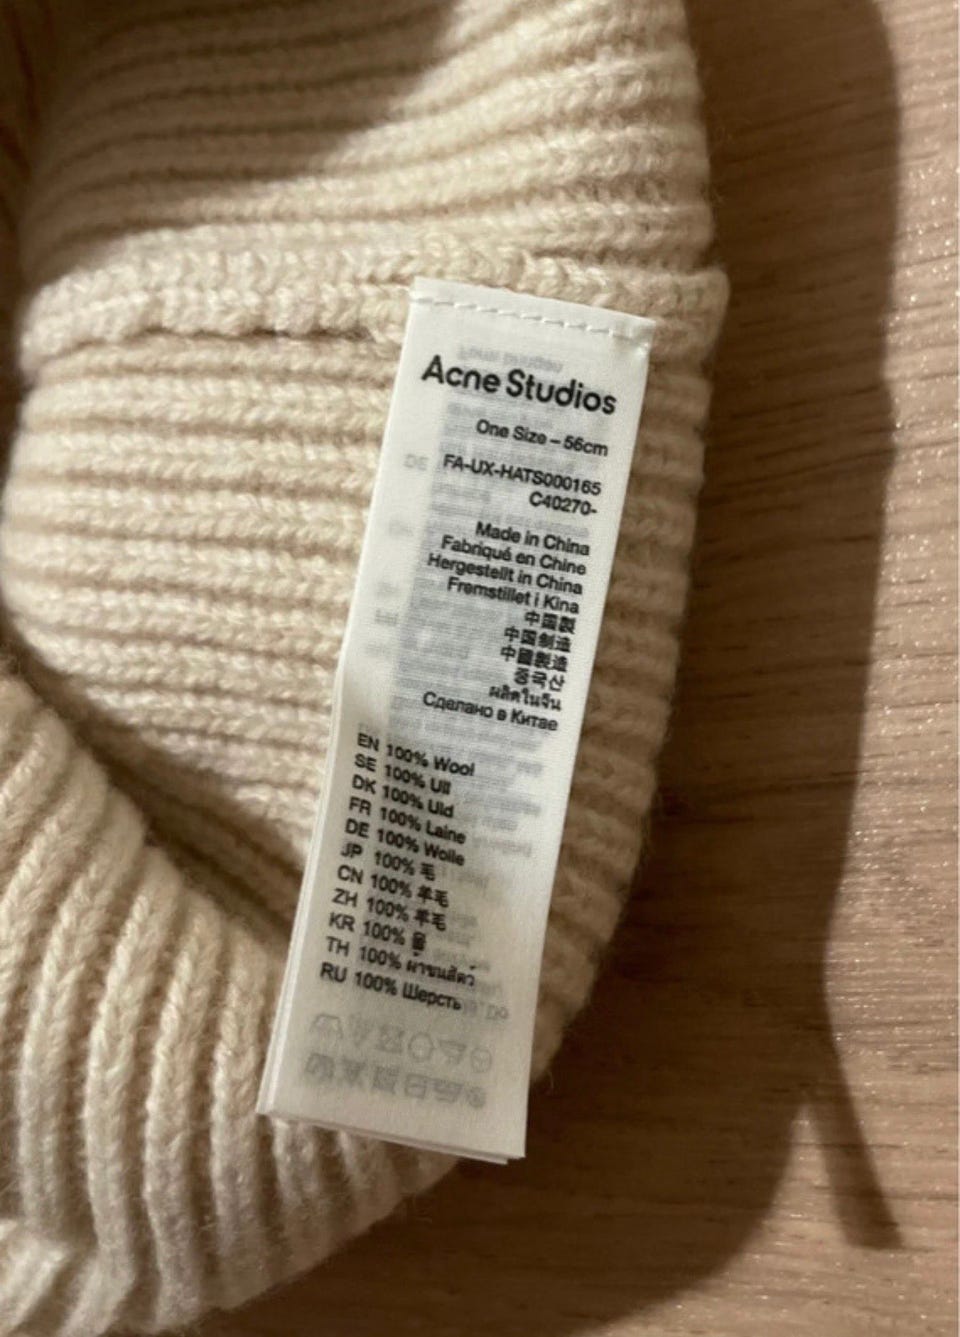 Acne Studios
One Size – 56cm
FA-UX-HATS000165
C40270-
Made in China
Fabriqué en Chine
Hergestellt in China
Fremstillet i Kina
中国製
中国制造
中國製造
중국산
ผลิตในจีน
Сделано в Китае
EN 100% Wool
SE 100% Ull
DK 100% Uld
FR 100% Laine
DE 100% Wolle
JP 100% 毛
CN 100% 羊毛
ZH 100% 羊毛
KR 100% 울
TH 100% ผ้าขนสัตว์
RU 100% Шерсть